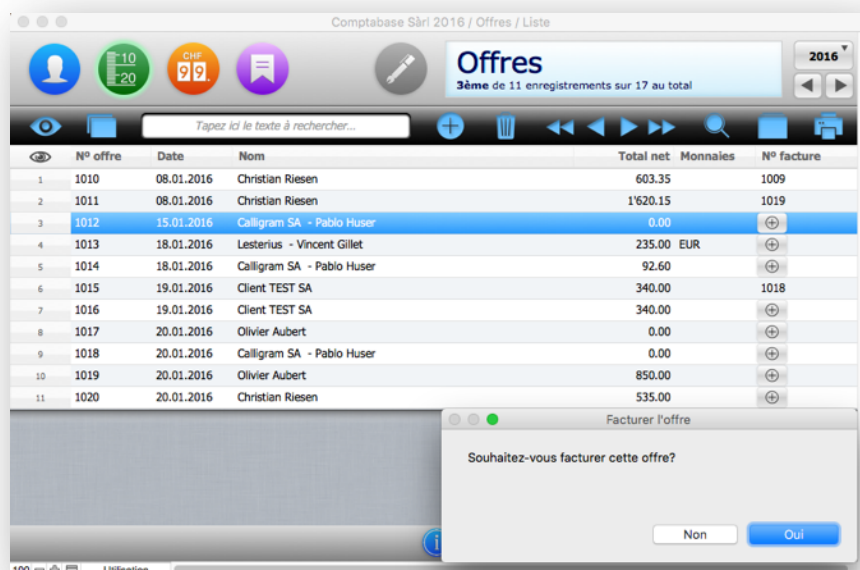 Comptabase Sàrl 2016 / Offres / Liste
10
20
CHF
99.
Offres
3ème de 11 enregistrements sur 17 au total
2016
Tapez ici le texte à rechercher...
Nº offre Date Nom Total net Monnaies Nº facture
1 1010 08.01.2016 Christian Riesen 603.35 1009
2 1011 08.01.2016 Christian Riesen 1'620.15 1019
3 1012 15.01.2016 Calligram SA - Pablo Huser 0.00
4 1013 18.01.2016 Lesterius - Vincent Gillet 235.00 EUR
5 1014 18.01.2016 Calligram SA - Pablo Huser 92.60
6 1015 19.01.2016 Client TEST SA 340.00 1018
7 1016 19.01.2016 Client TEST SA 340.00
8 1017 20.01.2016 Olivier Aubert 0.00
9 1018 20.01.2016 Calligram SA - Pablo Huser 0.00
10 1019 20.01.2016 Olivier Aubert 850.00
11 1020 20.01.2016 Christian Riesen 535.00
Facturer l'offre
Souhaitez-vous facturer cette offre?
Non Oui
100 Utilisation